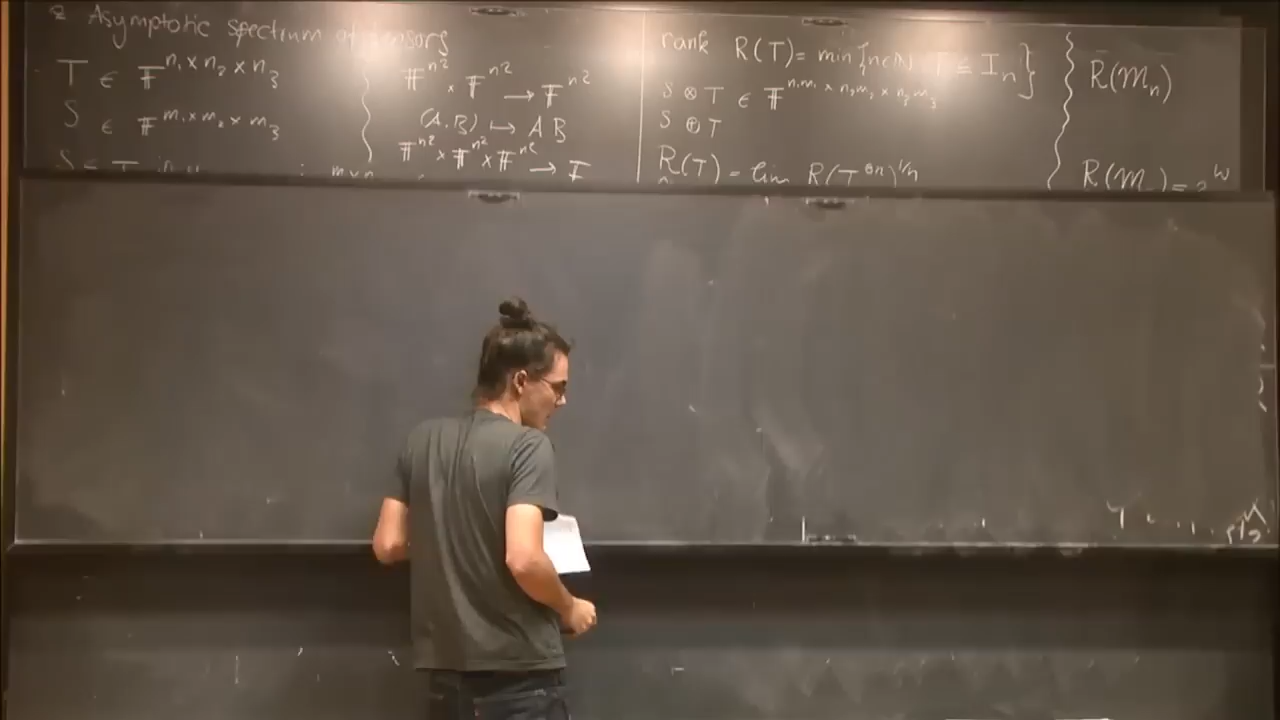 Asymptotic spectrum of tensors
T ∈ 𝔽^{n₁×n₂×n₃}
S ∈ 𝔽^{m₁×m₂×m₃}
S ≤ T
𝔽^{n²} × 𝔽^{n²} → 𝔽^{n²}
(A,B) ↦ AB
𝔽^{n²} × 𝔽^{n²} × 𝔽^{n²} → 𝔽
rank R(T) = min{n∈ℕ T ≤ I_n}
S ⊗ T ∈ 𝔽^{n₁m₁ × n₂m₂ × n₃m₃}
S ⊕ T
R(T) = lim R(T^{⊗n})^{1/n}
R(M_n)
R(M) = 2^ω